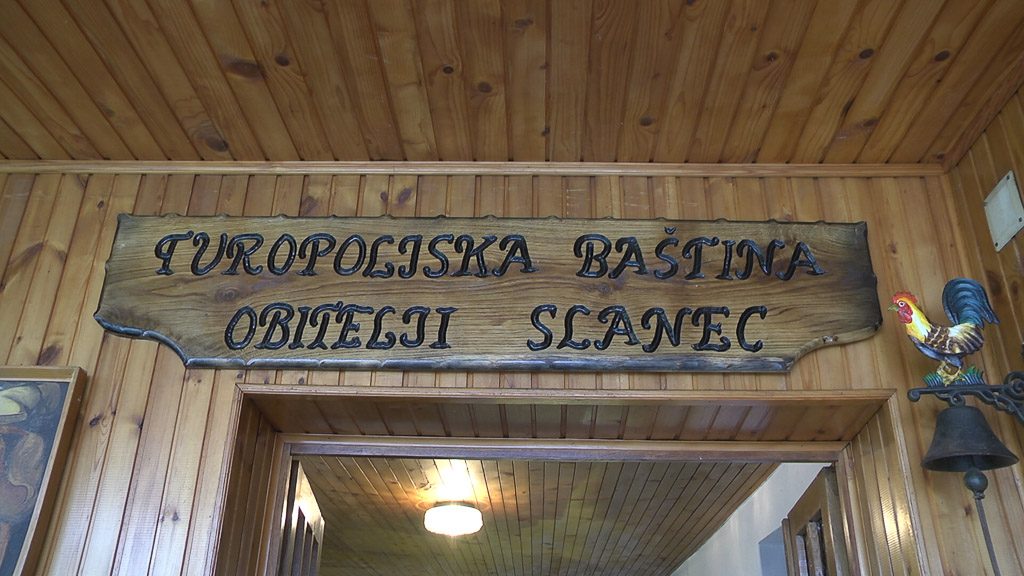 TUROPOLJSKA BAŠTINA
OBITELJI SLANEC